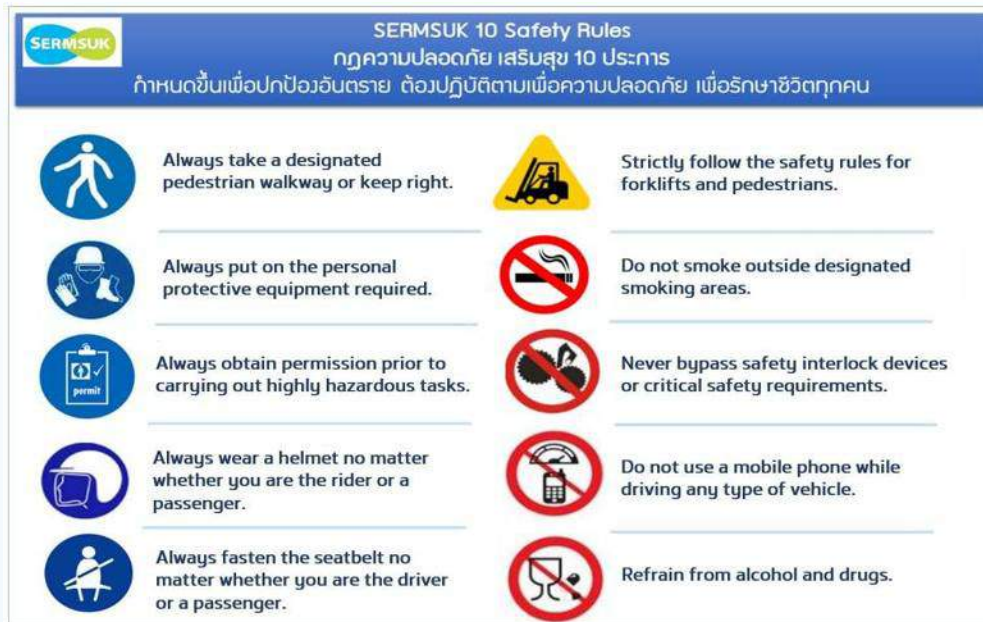 SERMSUK
SERMSUK 10 Safety Rules
กฎความปลอดภัย เสริมสุข 10 ประการ
กำหนดขึ้นเพื่อปกป้องอันตราย ต้องปฏิบัติตามเพื่อความปลอดภัย เพื่อรักษาชีวิตทุกคน
Always take a designated
pedestrian walkway or keep right.
Always put on the personal
protective equipment required.
permit
Always obtain permission prior to
carrying out highly hazardous tasks.
Always wear a helmet no matter
whether you are the rider or a
passenger.
Always fasten the seatbelt no
matter whether you are the driver
or a passenger.
Strictly follow the safety rules for
forklifts and pedestrians.
Do not smoke outside designated
smoking areas.
Never bypass safety interlock devices
or critical safety requirements.
Do not use a mobile phone while
driving any type of vehicle.
Refrain from alcohol and drugs.